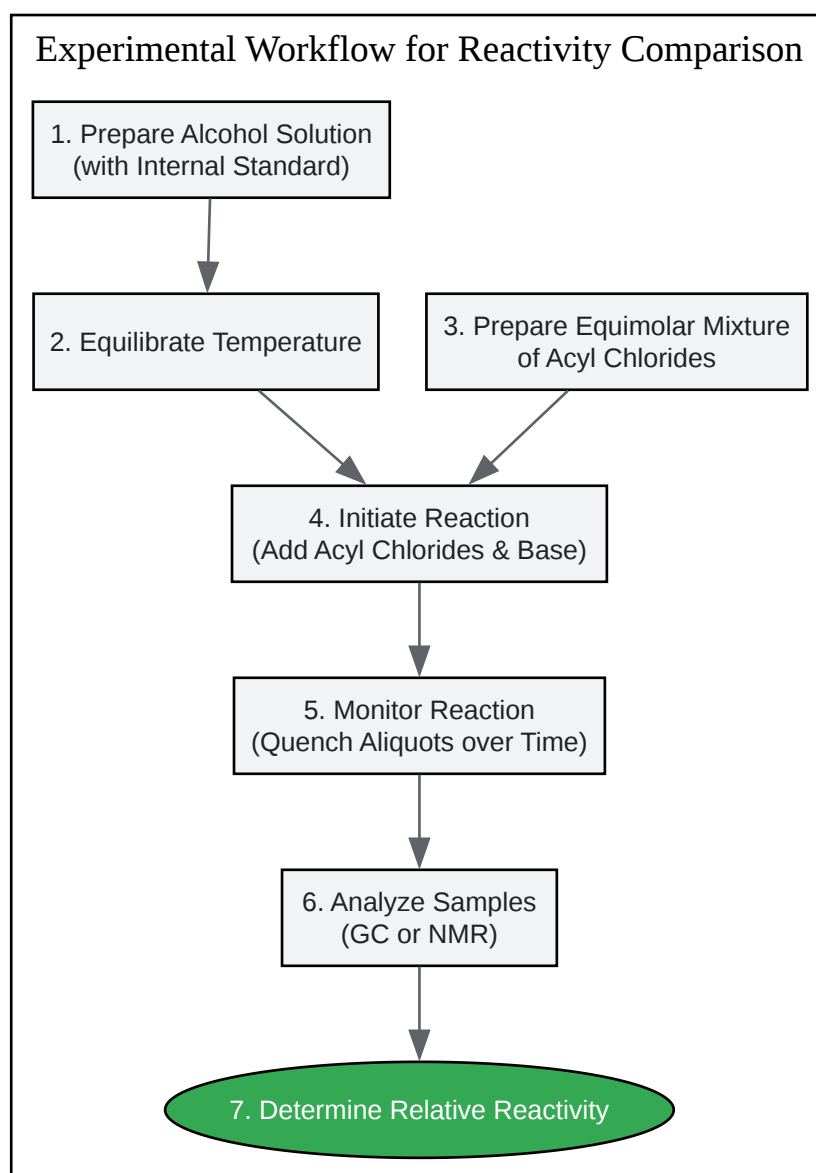 Experimental Workflow for Reactivity Comparison
1. Prepare Alcohol Solution
(with Internal Standard)
2. Equilibrate Temperature
3. Prepare Equimolar Mixture
of Acyl Chlorides
4. Initiate Reaction
(Add Acyl Chlorides & Base)
5. Monitor Reaction
(Quench Aliquots over Time)
6. Analyze Samples
(GC or NMR)
7. Determine Relative Reactivity